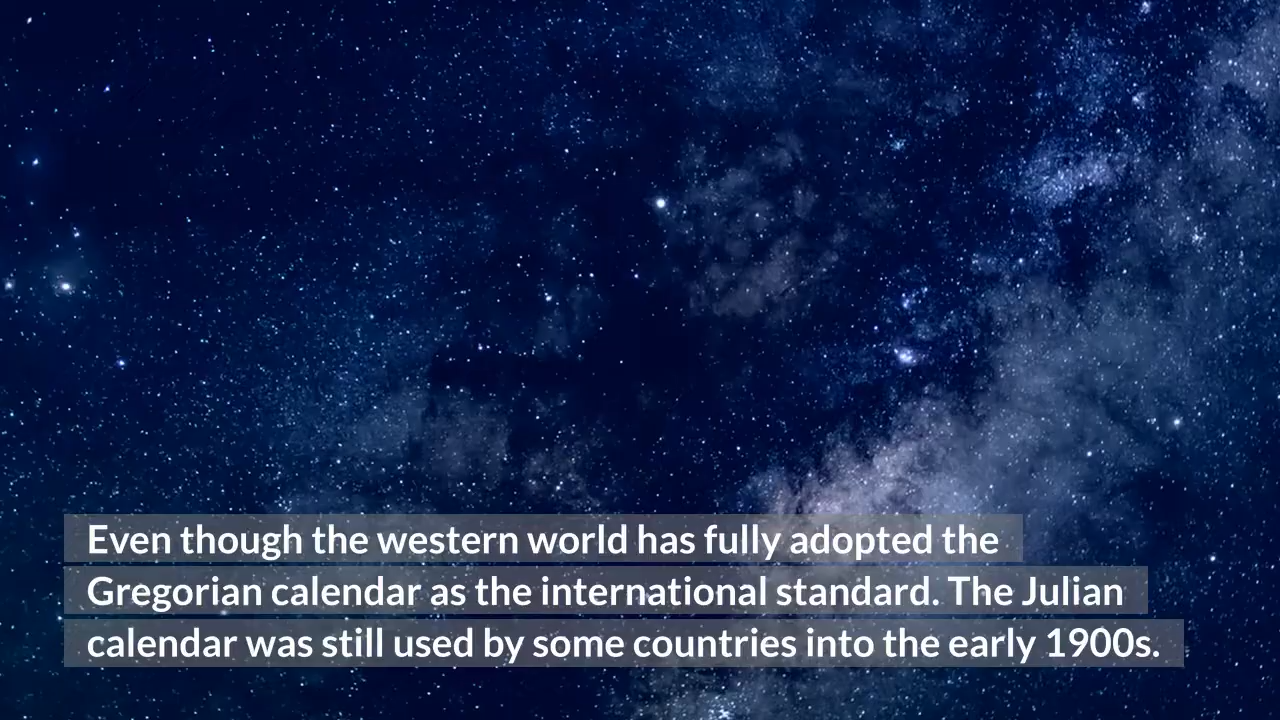 Even though the western world has fully adopted the
Gregorian calendar as the international standard. The Julian
calendar was still used by some countries into the early 1900s.